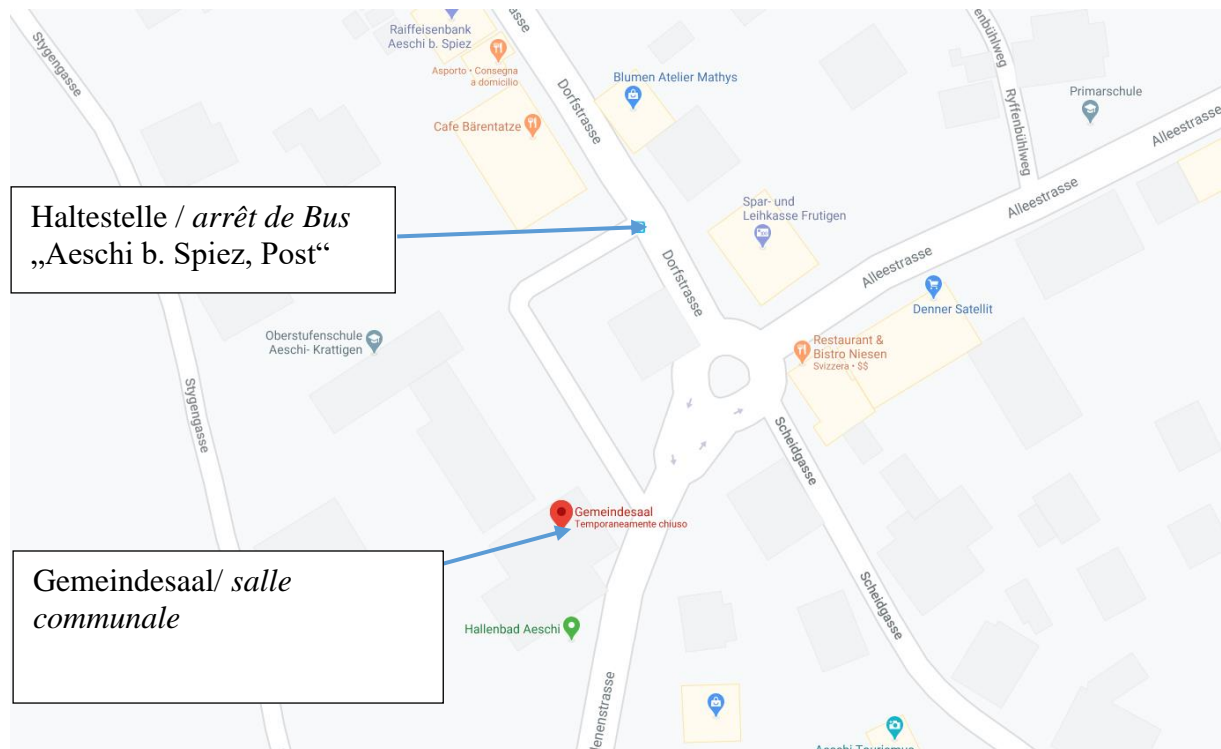 Stygengasse
Raiffeisenbank
Aeschi b. Spiez
Asporto • Consegna
a domicilio
Cafe Bärentatze
Dorfstrasse
Blumen Atelier Mathys
Ryffenbühlweg
Primarschule
Alleestrasse
Haltestelle / arrêt de Bus
„Aeschi b. Spiez, Post“
Spar- und
Leihkasse Frutigen
Alleestrasse
Dorfstrasse
Alleestrasse
Denner Satellit
Oberstufenschule
Aeschi- Krattigen
Restaurant &
Bistro Niesen
Svizzera • $$
Stygengasse
Scheidgasse
Gemeindesaal
Temporaneamente chiuso
Gemeindesaal/ salle
communale
Hallenbad Aeschi
Scheidgasse